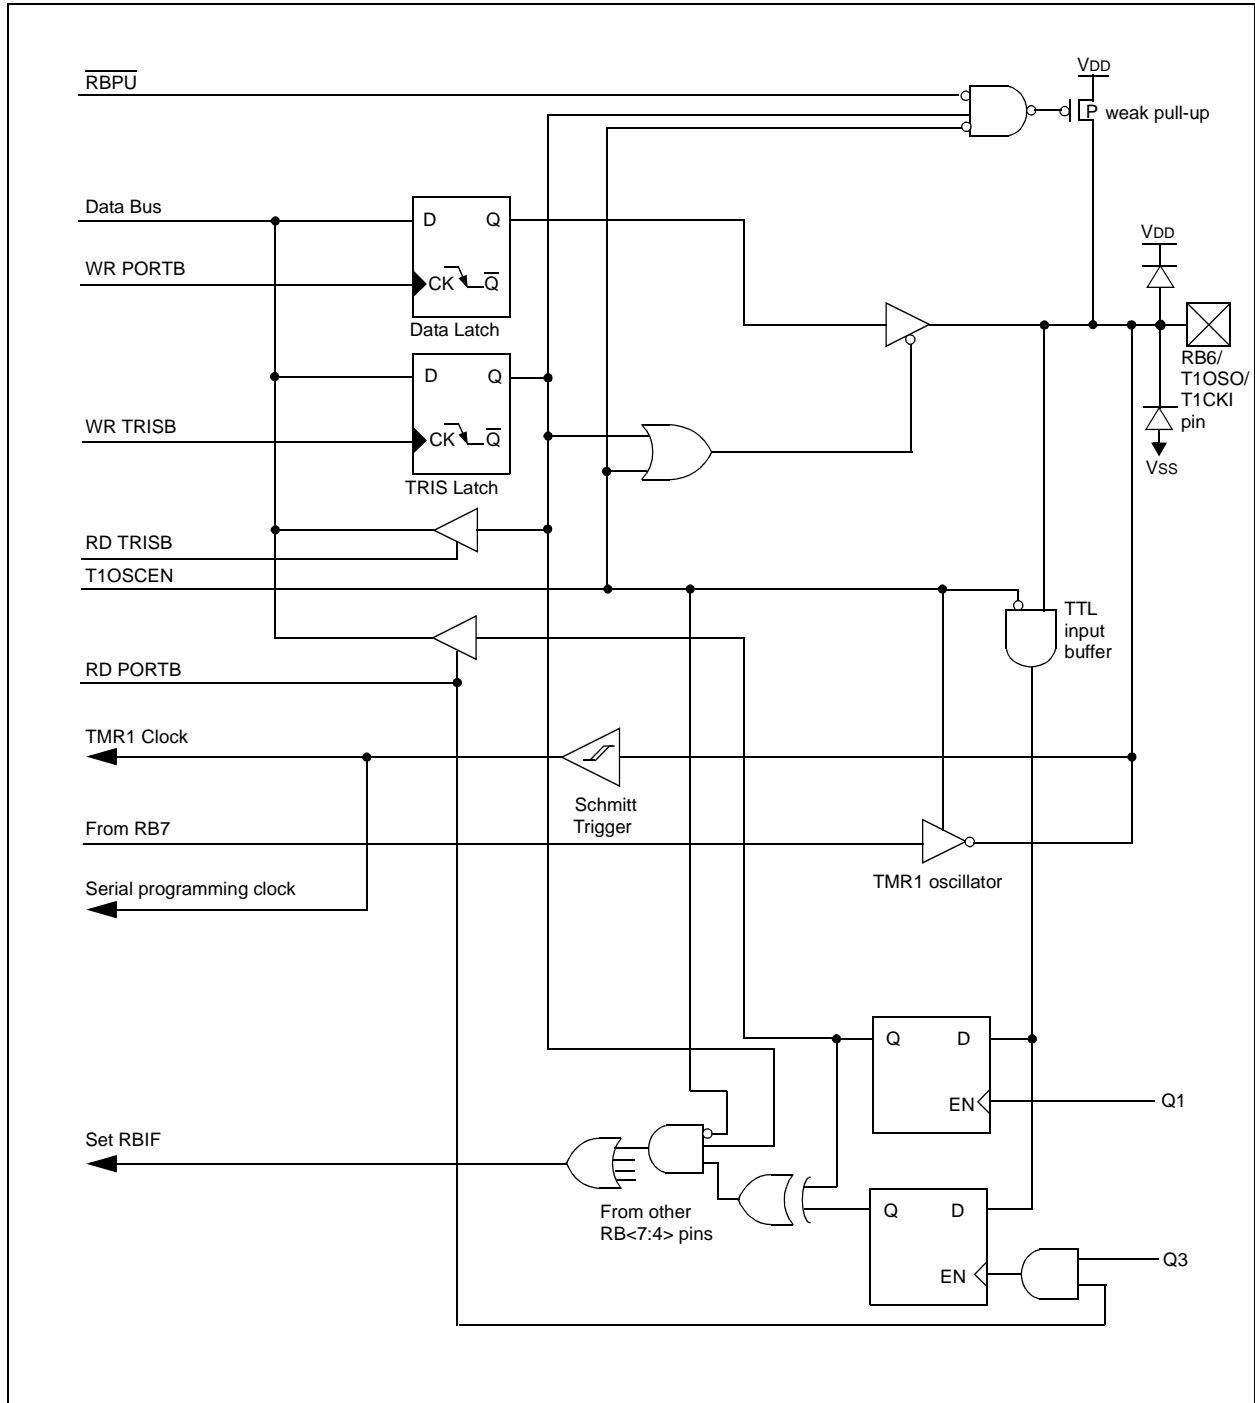 RBPU
VDD
P
weak pull-up
Data Bus
D
Q
VDD
WR PORTB
CK
Q
Data Latch
D
Q
RB6/
T1OSO/
T1CKI
pin
WR TRISB
CK
Q
TRIS Latch
VSS
RD TRISB
T1OSCEN
TTL
input
buffer
RD PORTB
TMR1 Clock
Schmitt
Trigger
From RB7
TMR1 oscillator
Serial programming clock
Q
D
EN
Q1
Set RBIF
From other
RB<7:4> pins
Q
D
EN
Q3